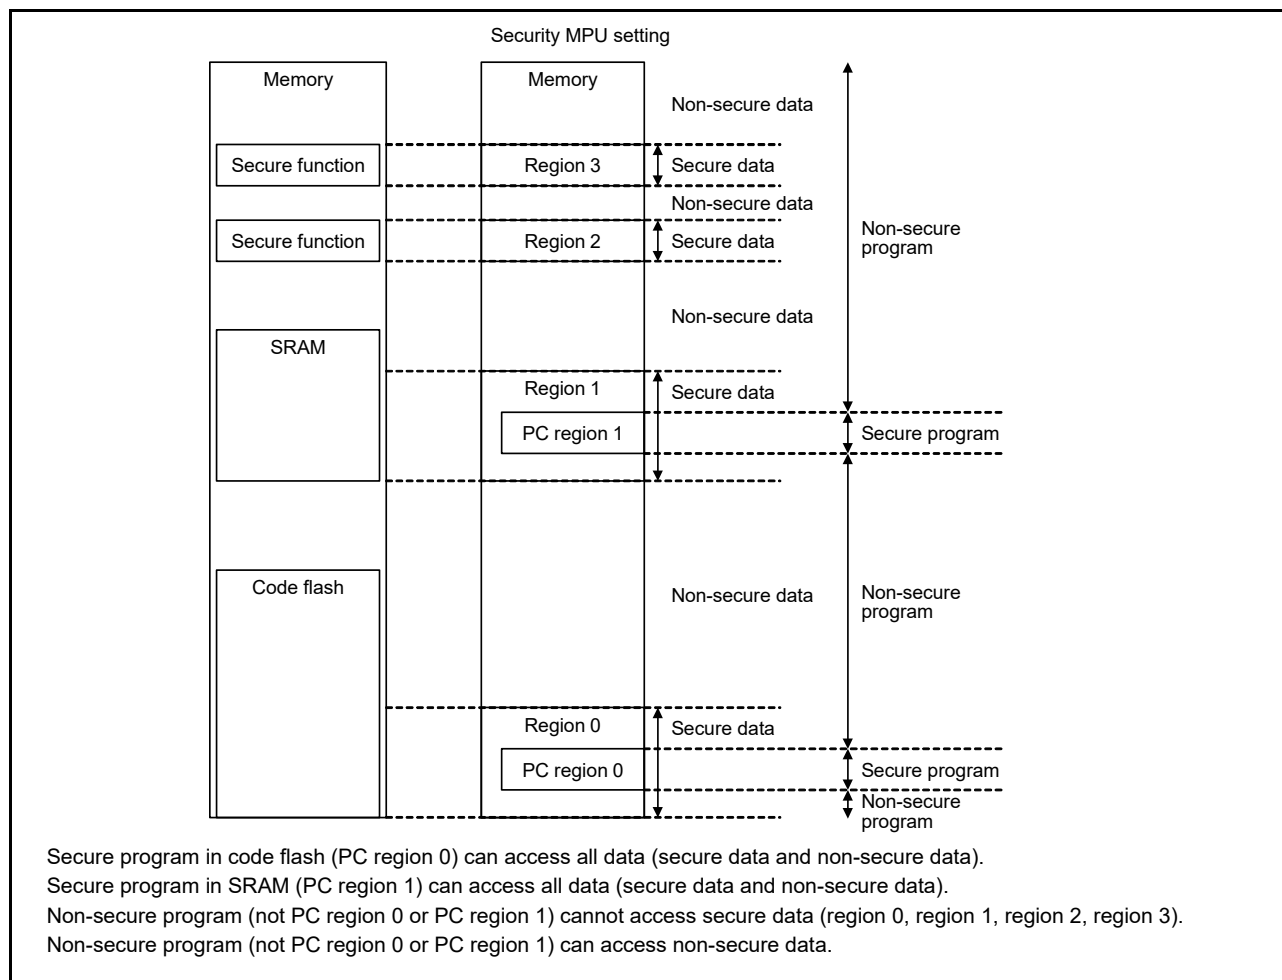 Security MPU setting
Memory
Memory
Non-secure data
Secure function
Region 3
Secure data
Non-secure data
Secure function
Region 2
Secure data
Non-secure
program
Non-secure data
SRAM
Region 1
Secure data
PC region 1
Secure program
Code flash
Non-secure data
Non-secure
program
Region 0
Secure data
PC region 0
Secure program
Non-secure
program
Secure program in code flash (PC region 0) can access all data (secure data and non-secure data).
Secure program in SRAM (PC region 1) can access all data (secure data and non-secure data).
Non-secure program (not PC region 0 or PC region 1) cannot access secure data (region 0, region 1, region 2, region 3).
Non-secure program (not PC region 0 or PC region 1) can access non-secure data.